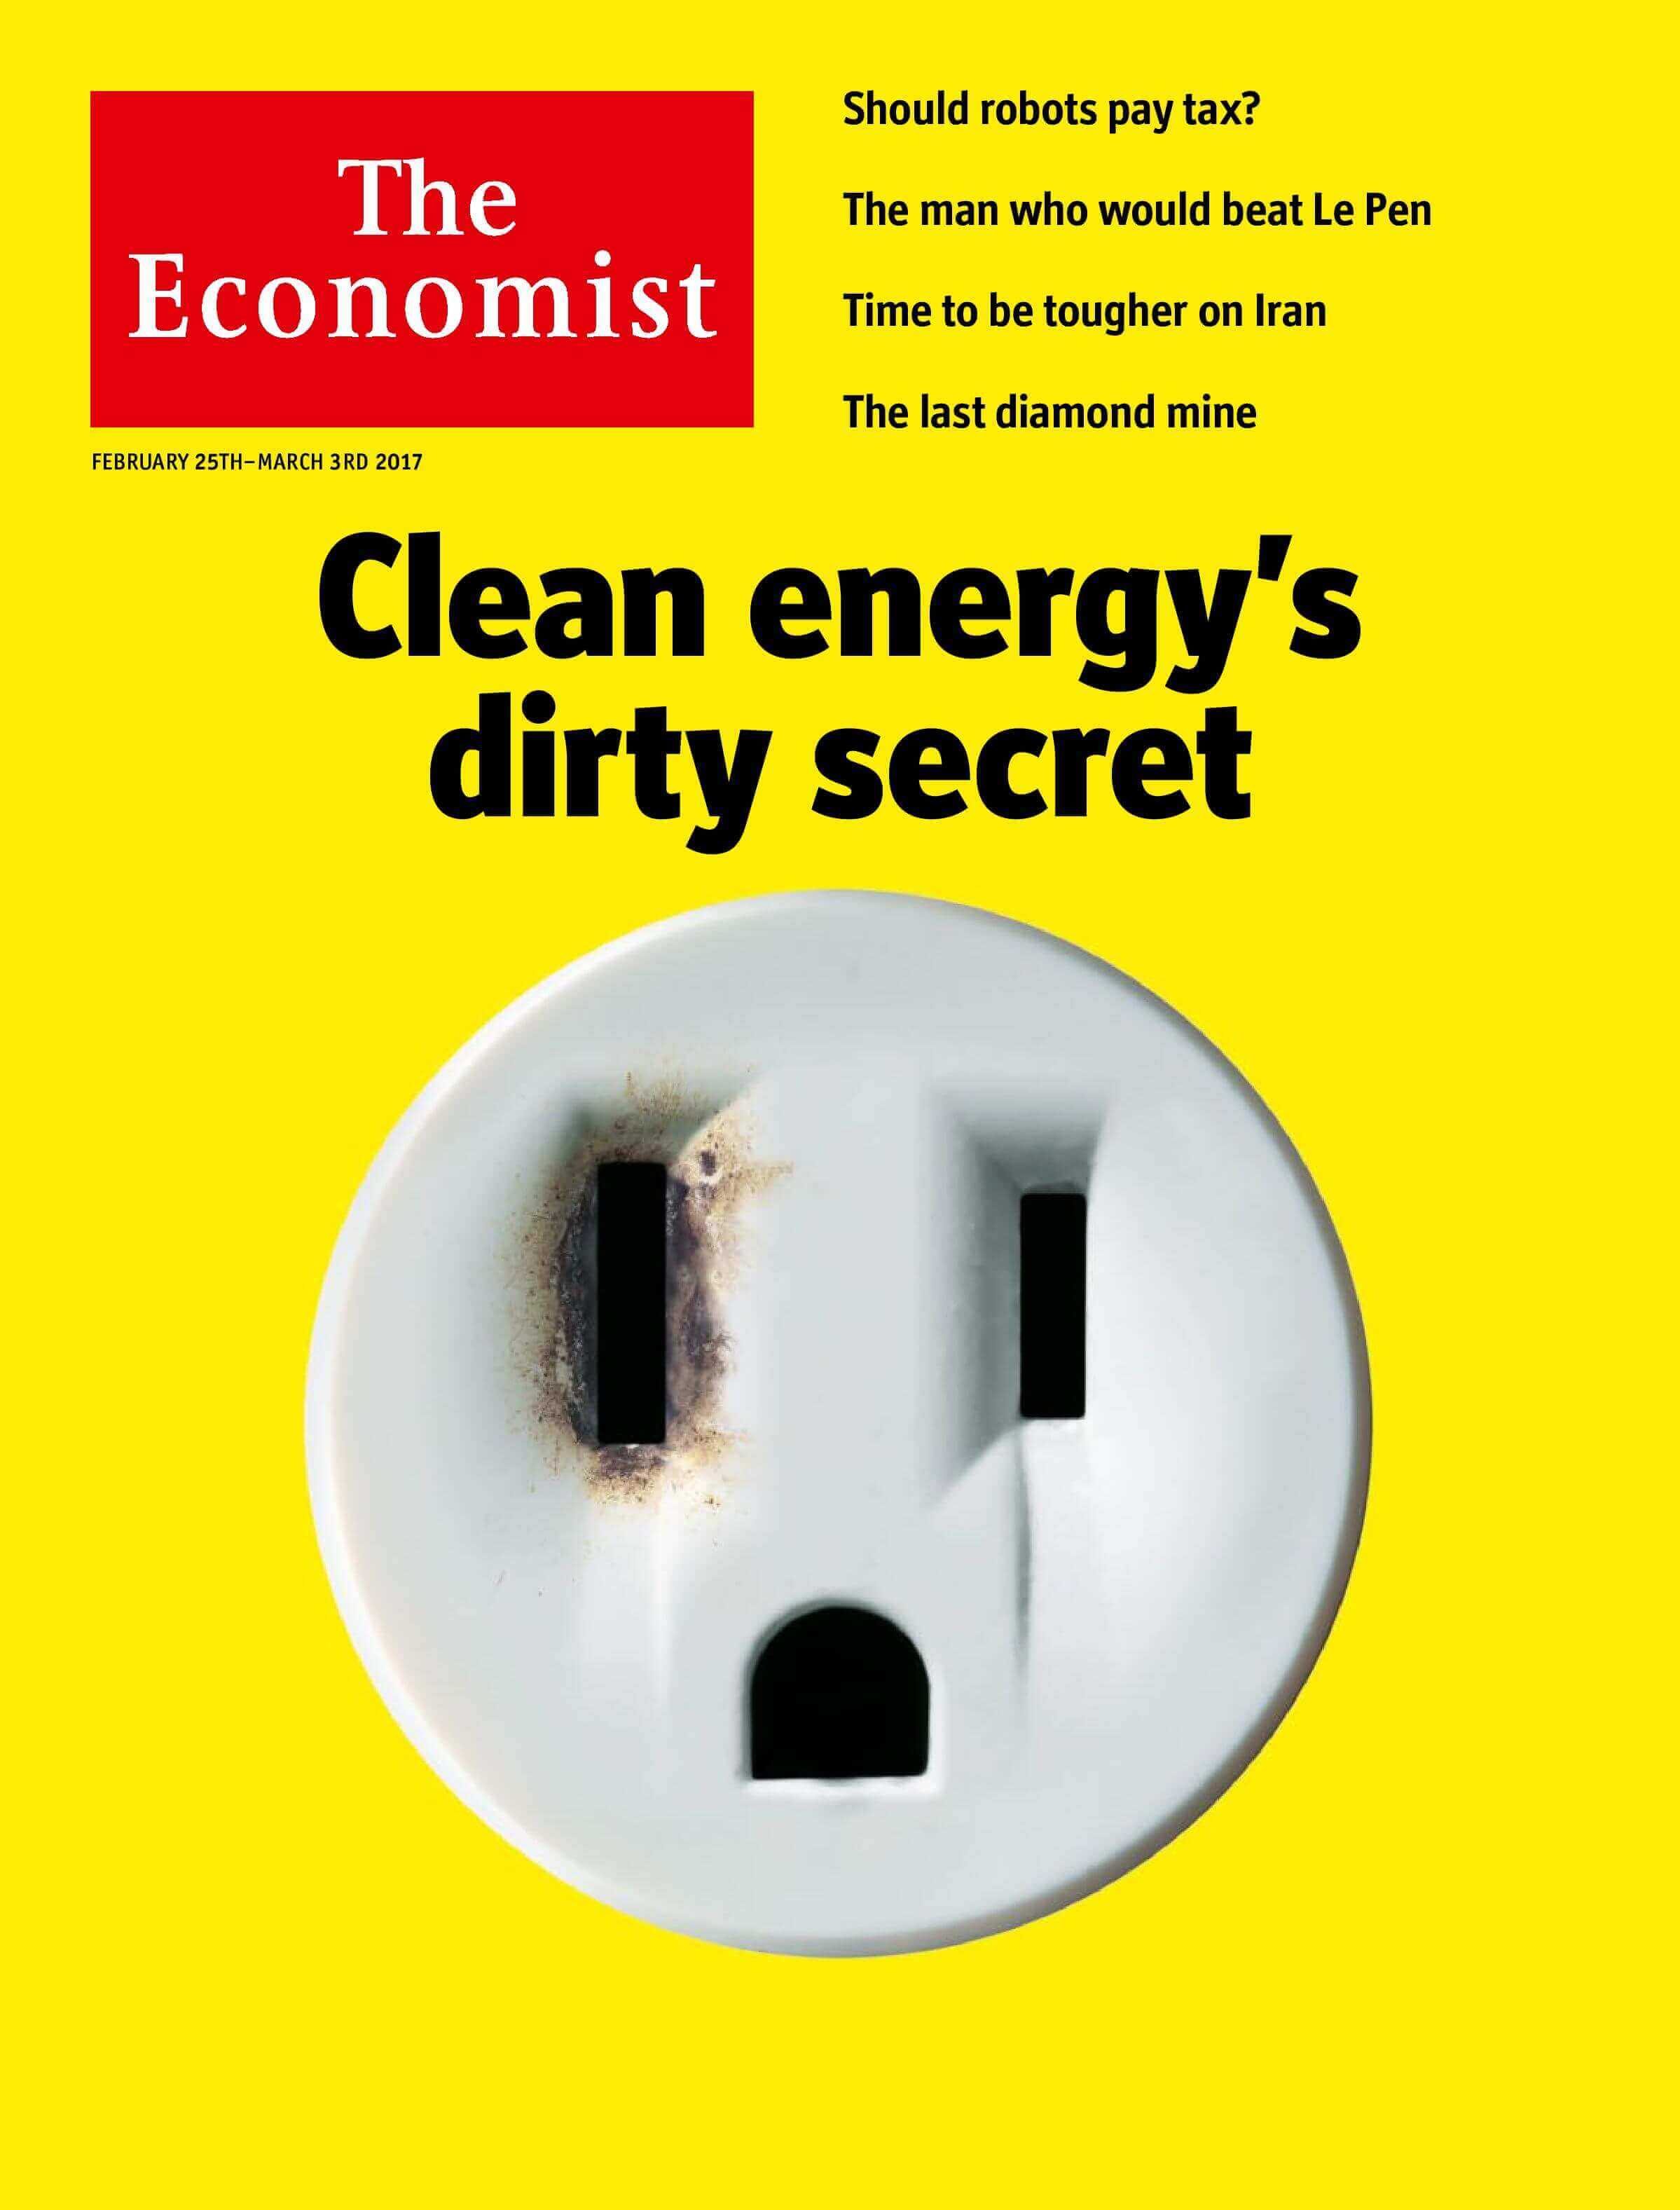 The
Economist
FEBRUARY 25TH–MARCH 3RD 2017
Should robots pay tax?
The man who would beat Le Pen
Time to be tougher on Iran
The last diamond mine
Clean energy's
dirty secret